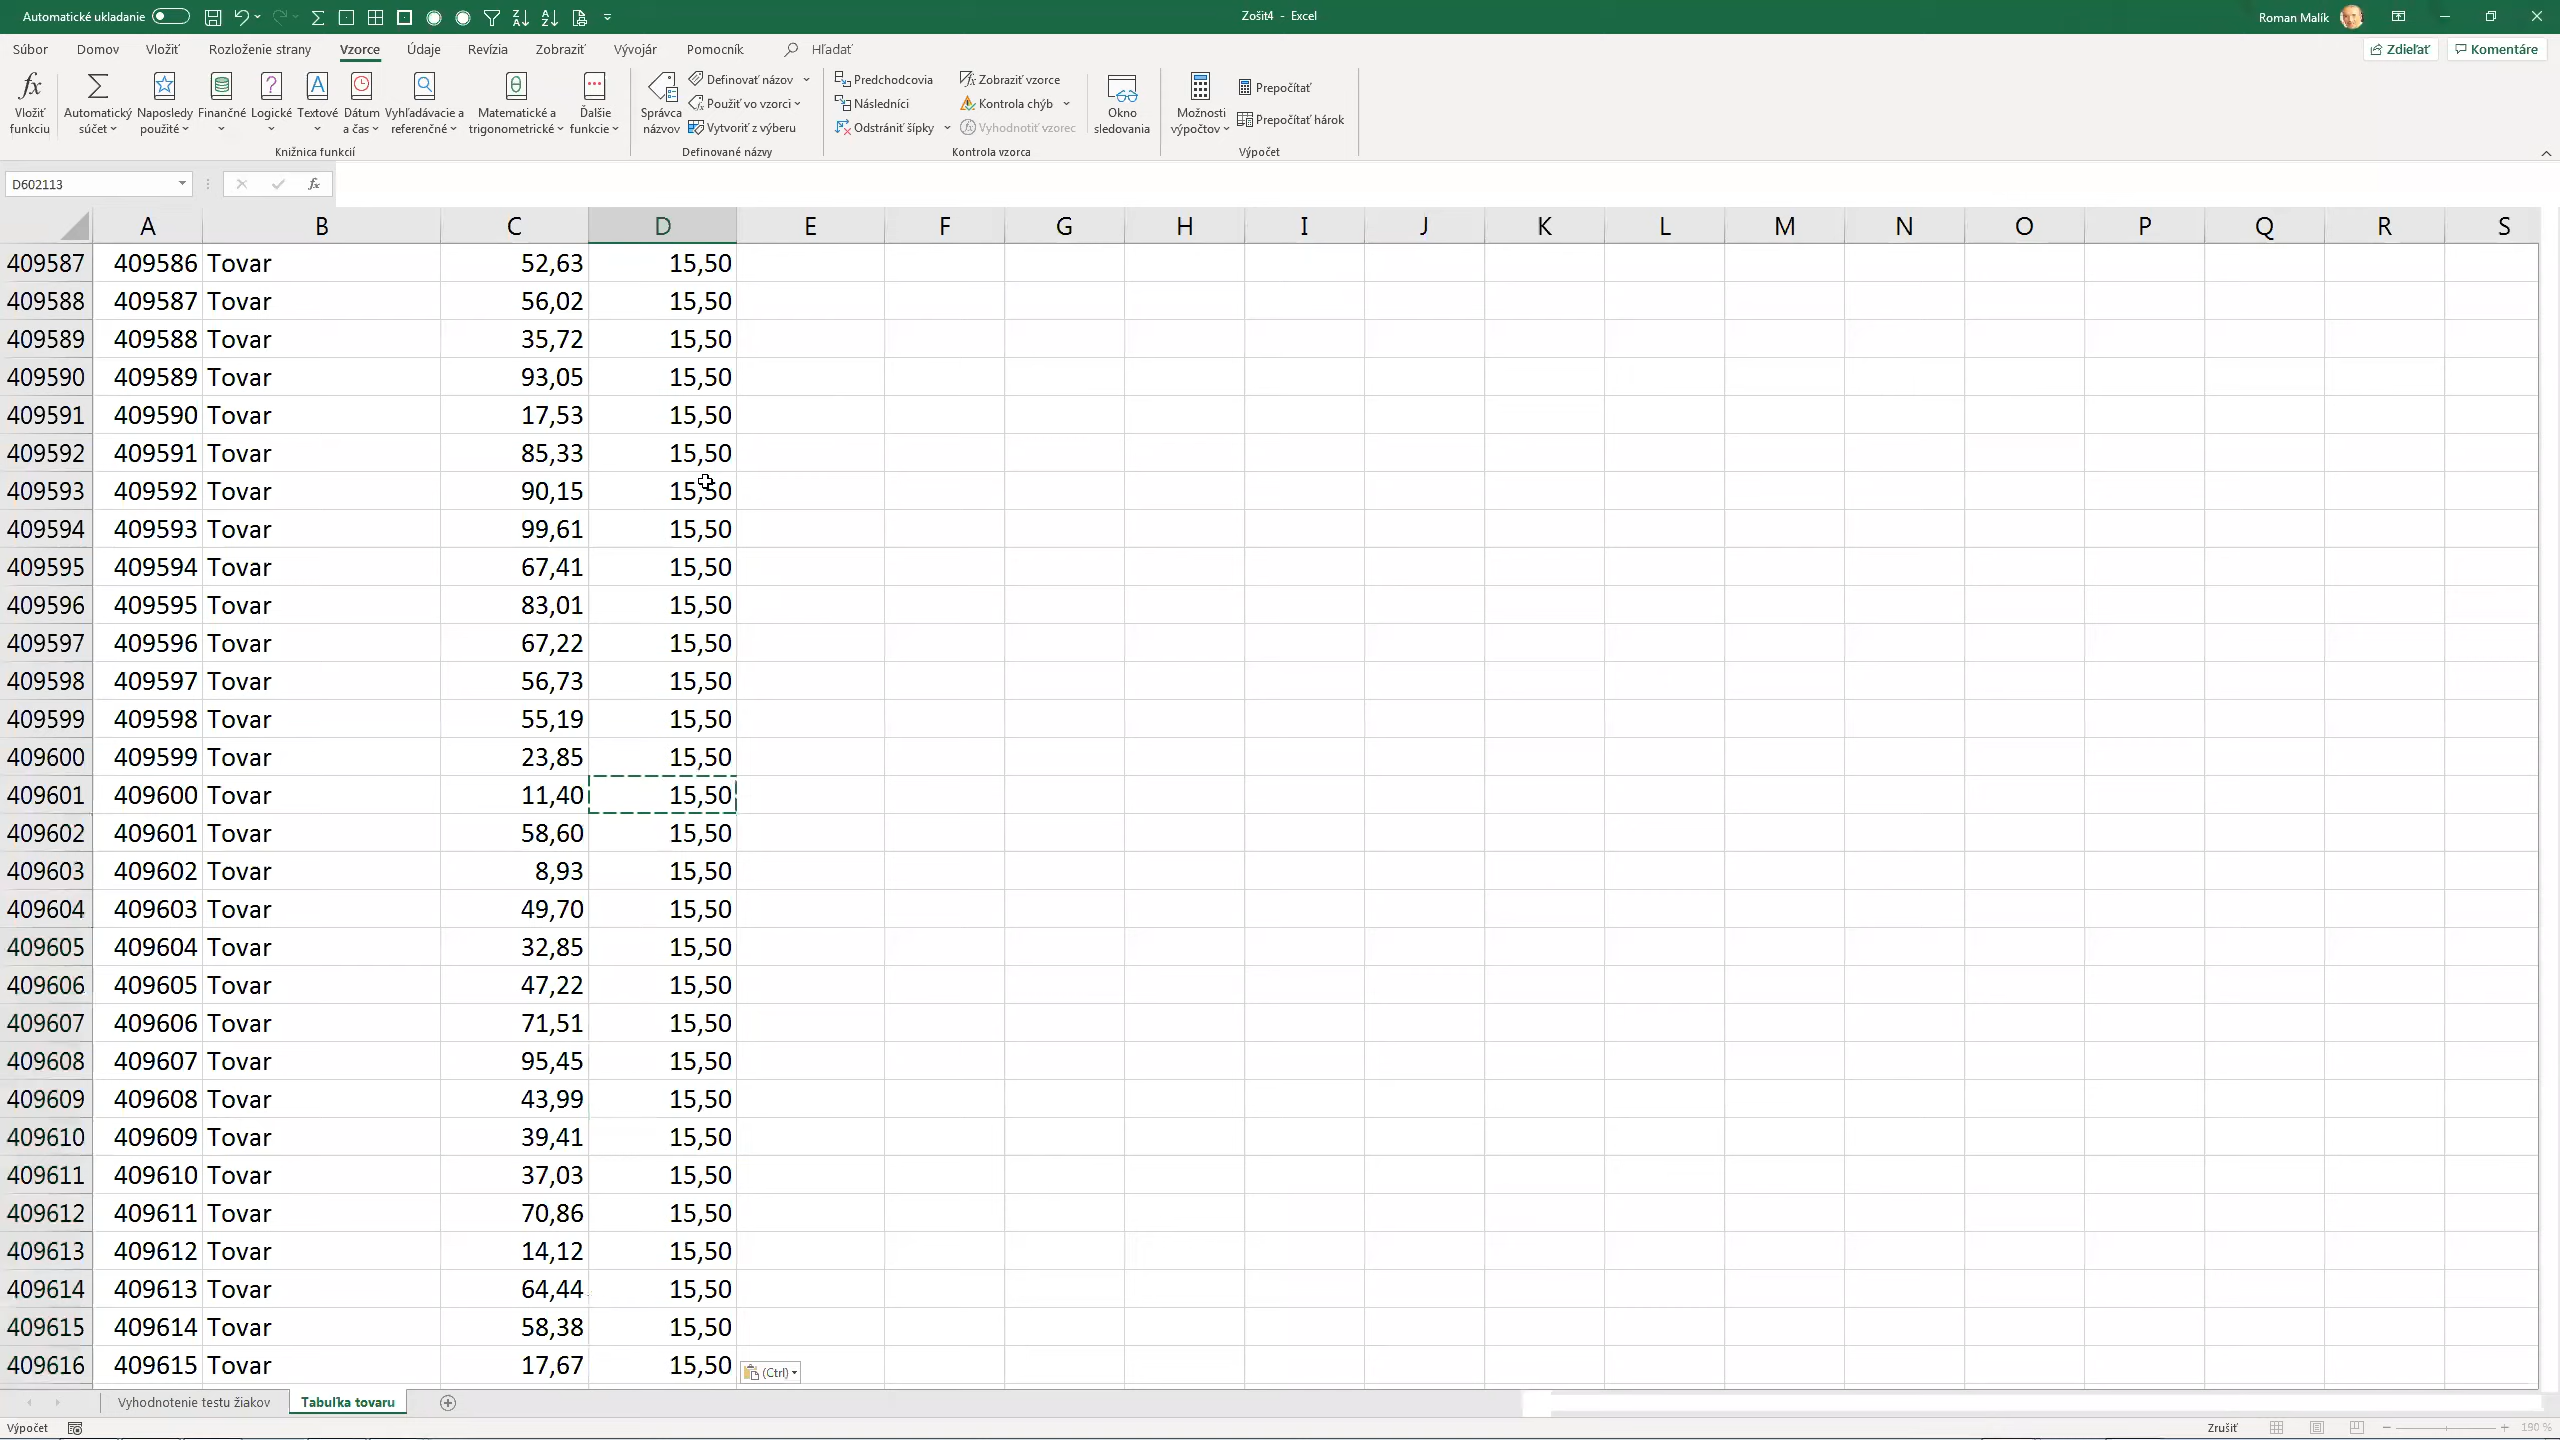 Automatické ukladanie
Zošit4 - Excel
Roman Malík
Súbor Domov Vložiť Rozloženie strany Vzorce Údaje Revízia Zobraziť Vývojár Pomocník Hľadať
Zdieľať Komentáre
Vložiť funkciu
Automatický súčet
Naposledy použité
Finančné
Logické
Textové
Dátum a čas
Vyhľadávacie a referenčné
Matematické a trigonometrické
Ďalšie funkcie
Knižnica funkcií
Správca názvov
Definovať názov
Použiť vo vzorci
Vytvoriť z výberu
Definované názvy
Predchodcovia
Následníci
Odstrániť šípky
Zobraziť vzorce
Kontrola chýb
Vyhodnotiť vzorec
Kontrola vzorca
Okno sledovania
Možnosti výpočtov
Prepočítať
Prepočítať hárok
Výpočet
D602113
fx
A B C D E F G H I J K L M N O P Q R S
409587 409586 Tovar 52,63 15,50
409588 409587 Tovar 56,02 15,50
409589 409588 Tovar 35,72 15,50
409590 409589 Tovar 93,05 15,50
409591 409590 Tovar 17,53 15,50
409592 409591 Tovar 85,33 15,50
409593 409592 Tovar 90,15 15,50
409594 409593 Tovar 99,61 15,50
409595 409594 Tovar 67,41 15,50
409596 409595 Tovar 83,01 15,50
409597 409596 Tovar 67,22 15,50
409598 409597 Tovar 56,73 15,50
409599 409598 Tovar 55,19 15,50
409600 409599 Tovar 23,85 15,50
409601 409600 Tovar 11,40 15,50
409602 409601 Tovar 58,60 15,50
409603 409602 Tovar 8,93 15,50
409604 409603 Tovar 49,70 15,50
409605 409604 Tovar 32,85 15,50
409606 409605 Tovar 47,22 15,50
409607 409606 Tovar 71,51 15,50
409608 409607 Tovar 95,45 15,50
409609 409608 Tovar 43,99 15,50
409610 409609 Tovar 39,41 15,50
409611 409610 Tovar 37,03 15,50
409612 409611 Tovar 70,86 15,50
409613 409612 Tovar 14,12 15,50
409614 409613 Tovar 64,44 15,50
409615 409614 Tovar 58,38 15,50
409616 409615 Tovar 17,67 15,50
(Ctrl)
Vyhodnotenie testu žiakov Tabuľka tovaru
Výpočet
Zrušiť
190 %